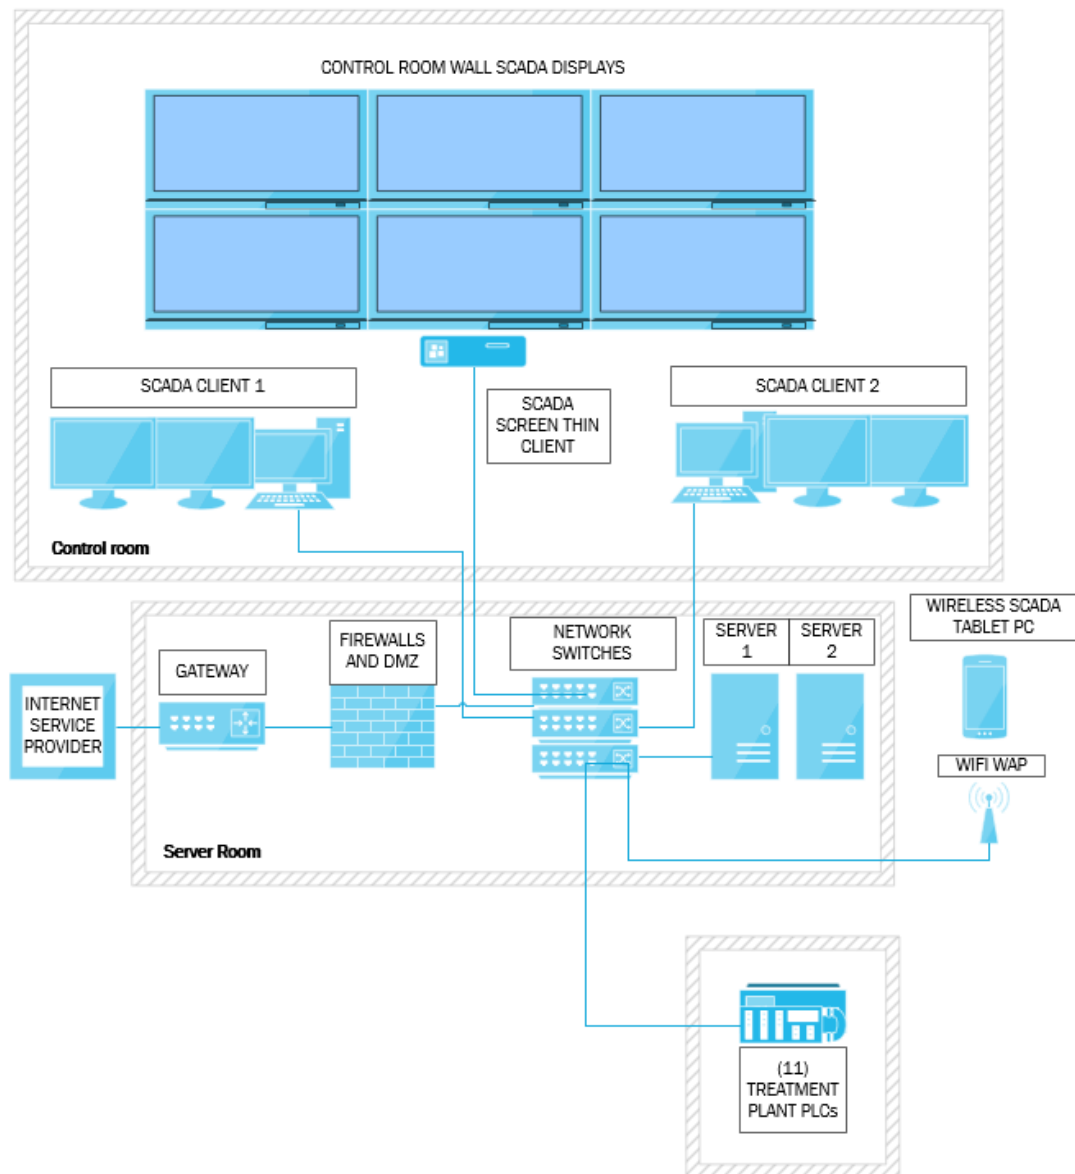 CONTROL ROOM WALL SCADA DISPLAYS
SCADA CLIENT 1
SCADA
SCREEN THIN
CLIENT
SCADA CLIENT 2
Control room
INTERNET
SERVICE
PROVIDER
GATEWAY
FIREWALLS
AND DMZ
NETWORK
SWITCHES
SERVER
1
SERVER
2
WIRELESS SCADA
TABLET PC
WIFI WAP
Server Room
(11)
TREATMENT
PLANT PLCs